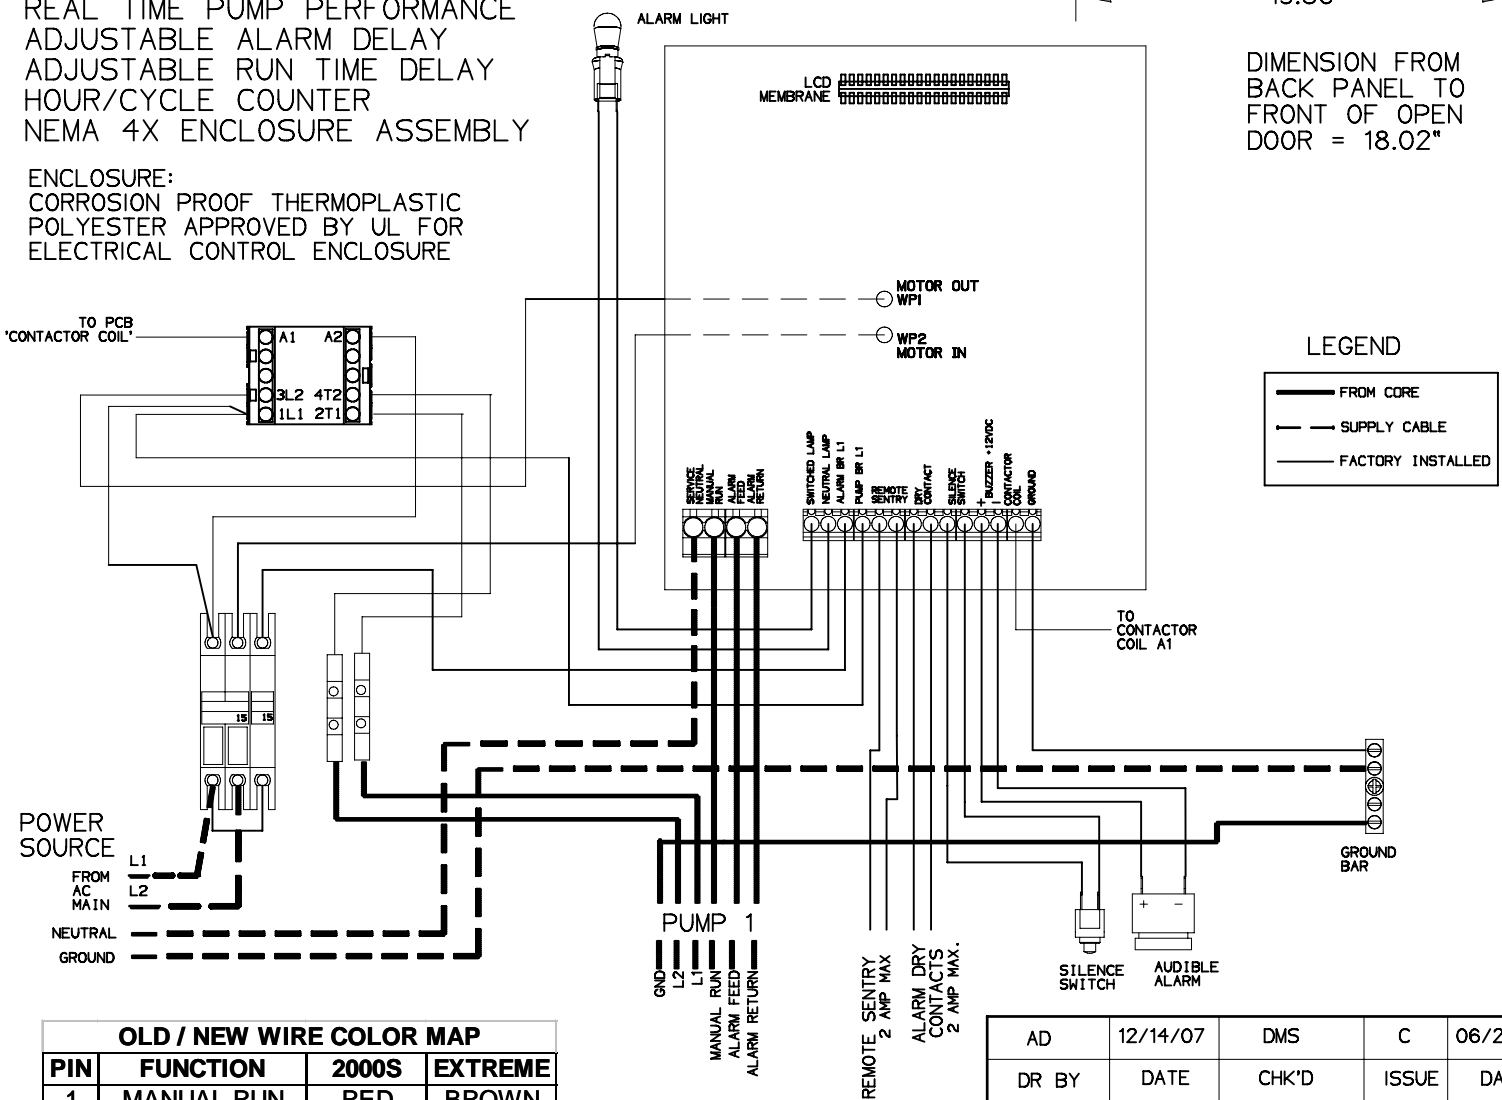 REAL TIME PUMP PERFORMANCE
ADJUSTABLE ALARM DELAY
ADJUSTABLE RUN TIME DELAY
HOUR/CYCLE COUNTER
NEMA 4X ENCLOSURE ASSEMBLY
ENCLOSURE:
CORROSION PROOF THERMOPLASTIC
POLYESTER APPROVED BY UL FOR
ELECTRICAL CONTROL ENCLOSURE
ALARM LIGHT
LCD
MEMBRANE
DIMENSION FROM
BACK PANEL TO
FRONT OF OPEN
DOOR = 18.02"
MOTOR OUT
WP1
WP2
MOTOR IN
TO PCB
'CONTACTOR COIL'
A1 A2
3L2 4T2
1L1 2T1
LEGEND
FROM CORE
SUPPLY CABLE
FACTORY INSTALLED
SERVICE
NEUTRAL
MANUAL
RUN
ALARM
FEED
ALARM
RETURN
SWITCHED LAMP
NEUTRAL LAMP
ALARM BR L1
PUMP BR L1
REMOTE
SENTRY
DRY
CONTACT
SILENCE
SWITCH
+ BUZZER +12VDC
-
CONTACTOR
COIL
GROUND
TO
CONTACTOR
COIL A1
15 15
POWER
SOURCE
L1
FROM
AC L2
MAIN
NEUTRAL
GROUND
GROUND
BAR
PUMP 1
GND
L2
L1
MANUAL RUN
ALARM FEED
ALARM RETURN
REMOTE SENTRY
2 AMP MAX
ALARM DRY
CONTACTS
2 AMP MAX.
+ -
SILENCE
SWITCH
AUDIBLE
ALARM
OLD / NEW WIRE COLOR MAP
PIN FUNCTION 2000S EXTREME
1 MANUAL RUN RED BROWN
AD 12/14/07 DMS C 06/2
DR BY DATE CHK'D ISSUE DA